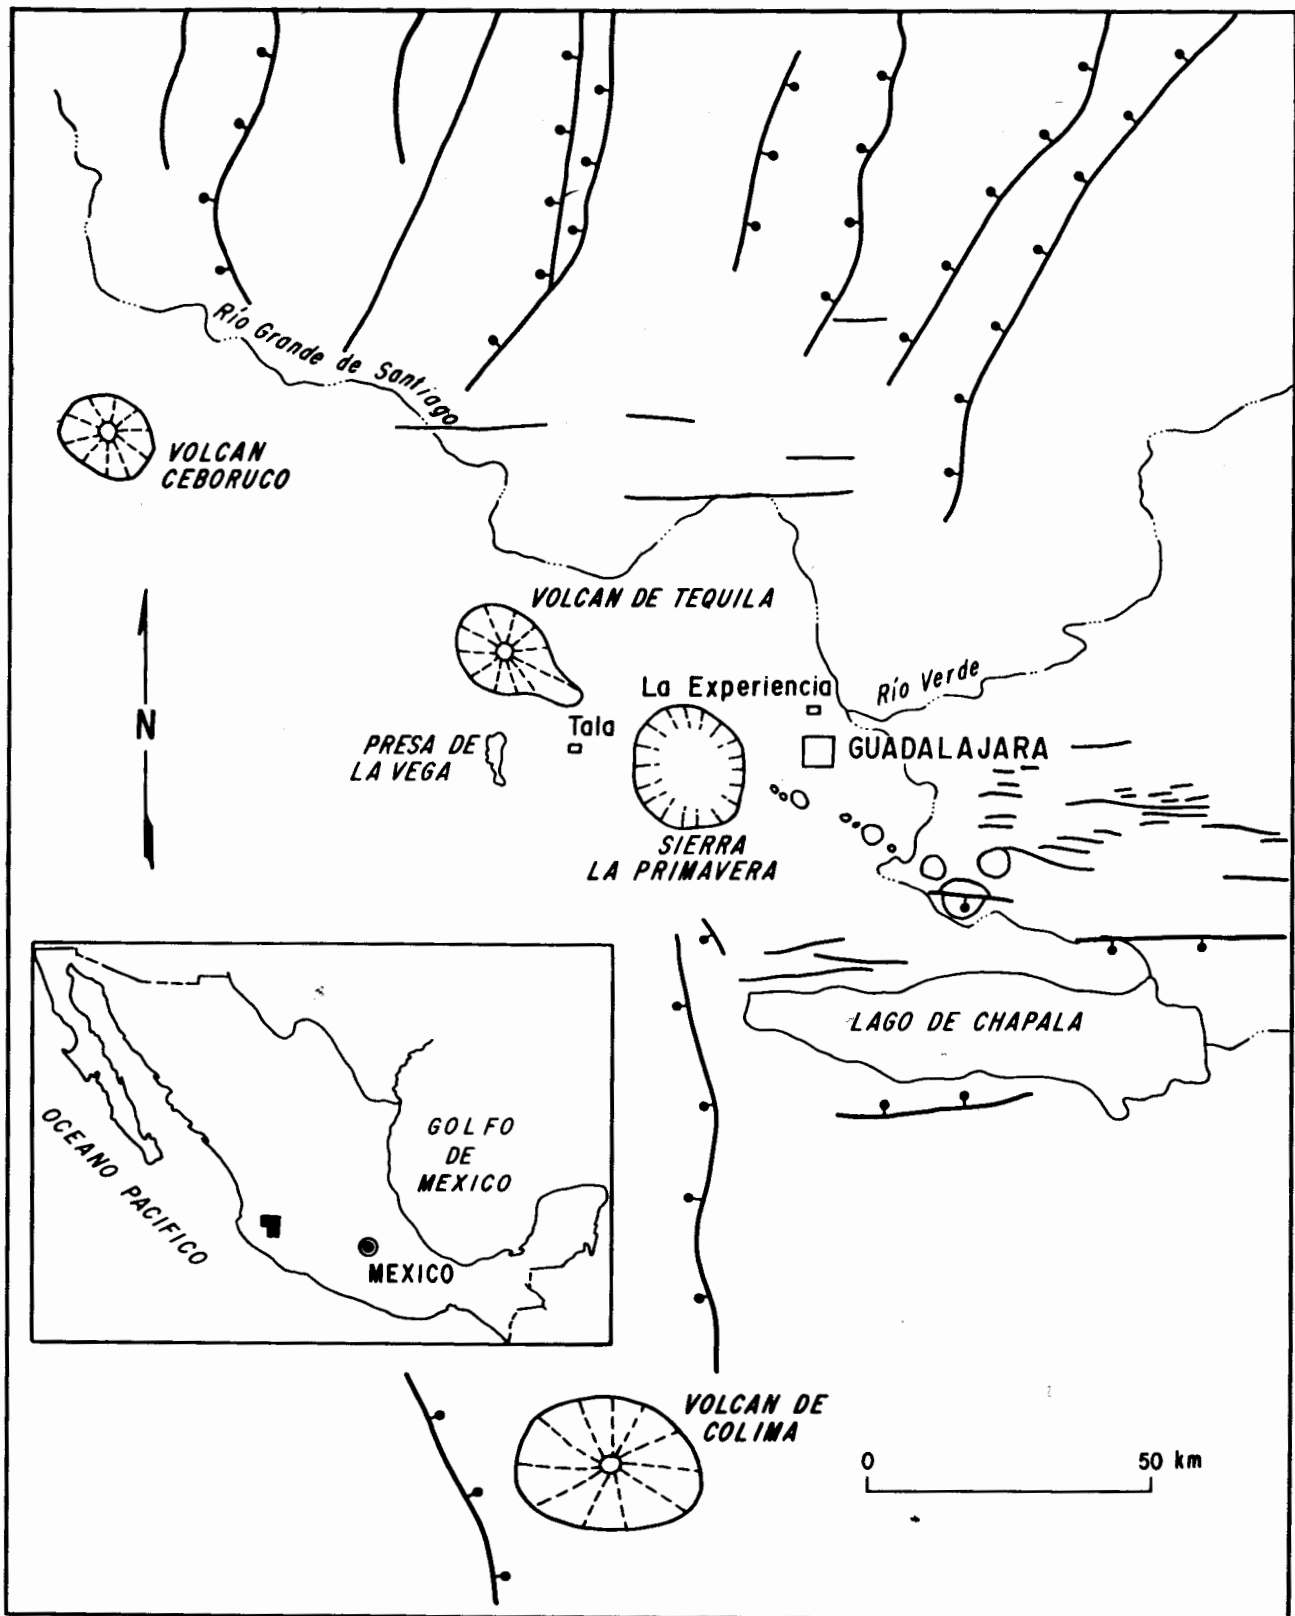 Río Grande de Santiago
VOLCAN
CEBORUCO
VOLCAN DE TEQUILA
La Experiencia
Río Verde
N
Tala
PRESA DE
LA VEGA
GUADALAJARA
SIERRA
LA PRIMAVERA
LAGO DE CHAPALA
GOLFO
DE
MEXICO
OCEANO PACIFICO
MEXICO
VOLCAN DE
COLIMA
0 50 km